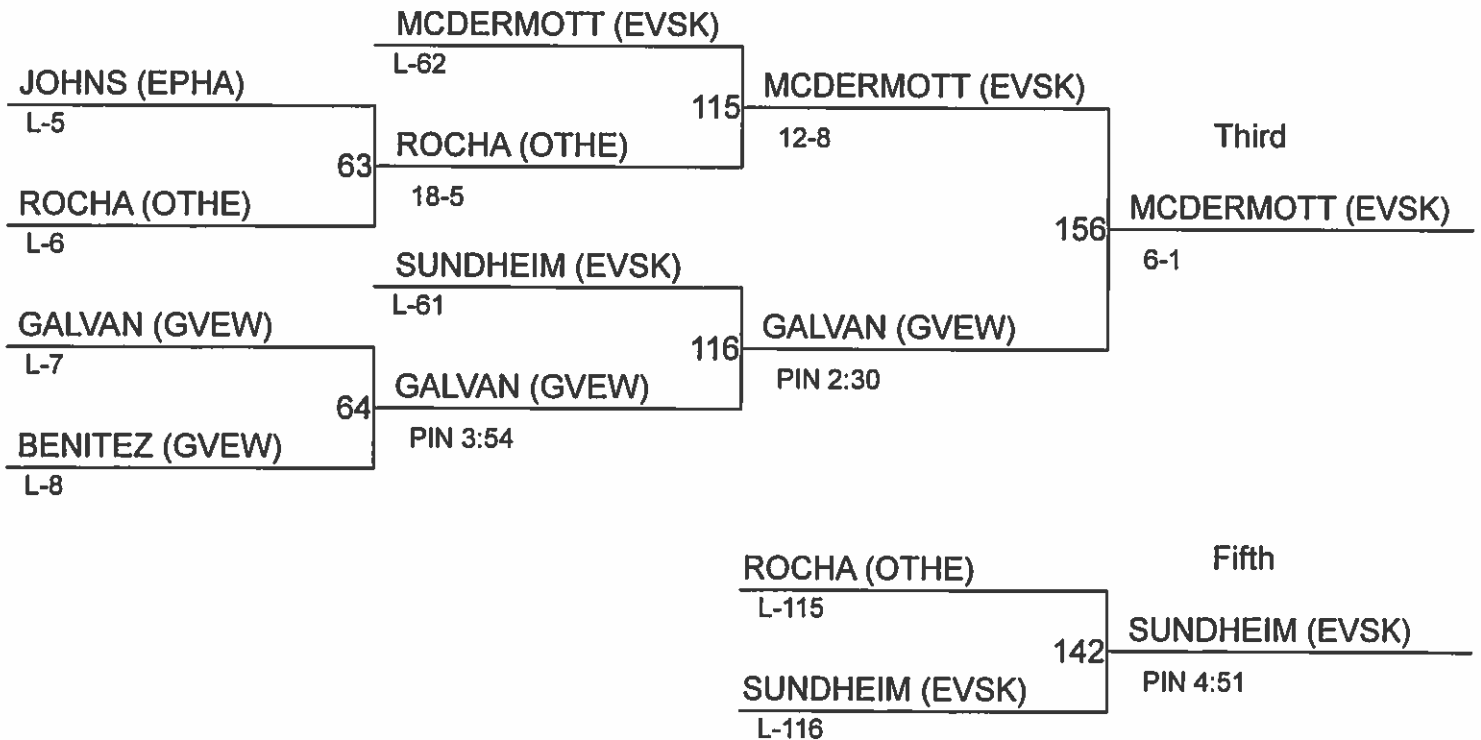 MCDERMOTT (EVSK)
L-62
JOHNS (EPHA)
L-5
115
MCDERMOTT (EVSK)
12-8
63
ROCHA (OTHE)
18-5
Third
ROCHA (OTHE)
L-6
156
MCDERMOTT (EVSK)
6-1
SUNDHEIM (EVSK)
L-61
GALVAN (GVEW)
L-7
116
GALVAN (GVEW)
PIN 2:30
64
GALVAN (GVEW)
PIN 3:54
BENITEZ (GVEW)
L-8
Fifth
ROCHA (OTHE)
L-115
142
SUNDHEIM (EVSK)
PIN 4:51
SUNDHEIM (EVSK)
L-116